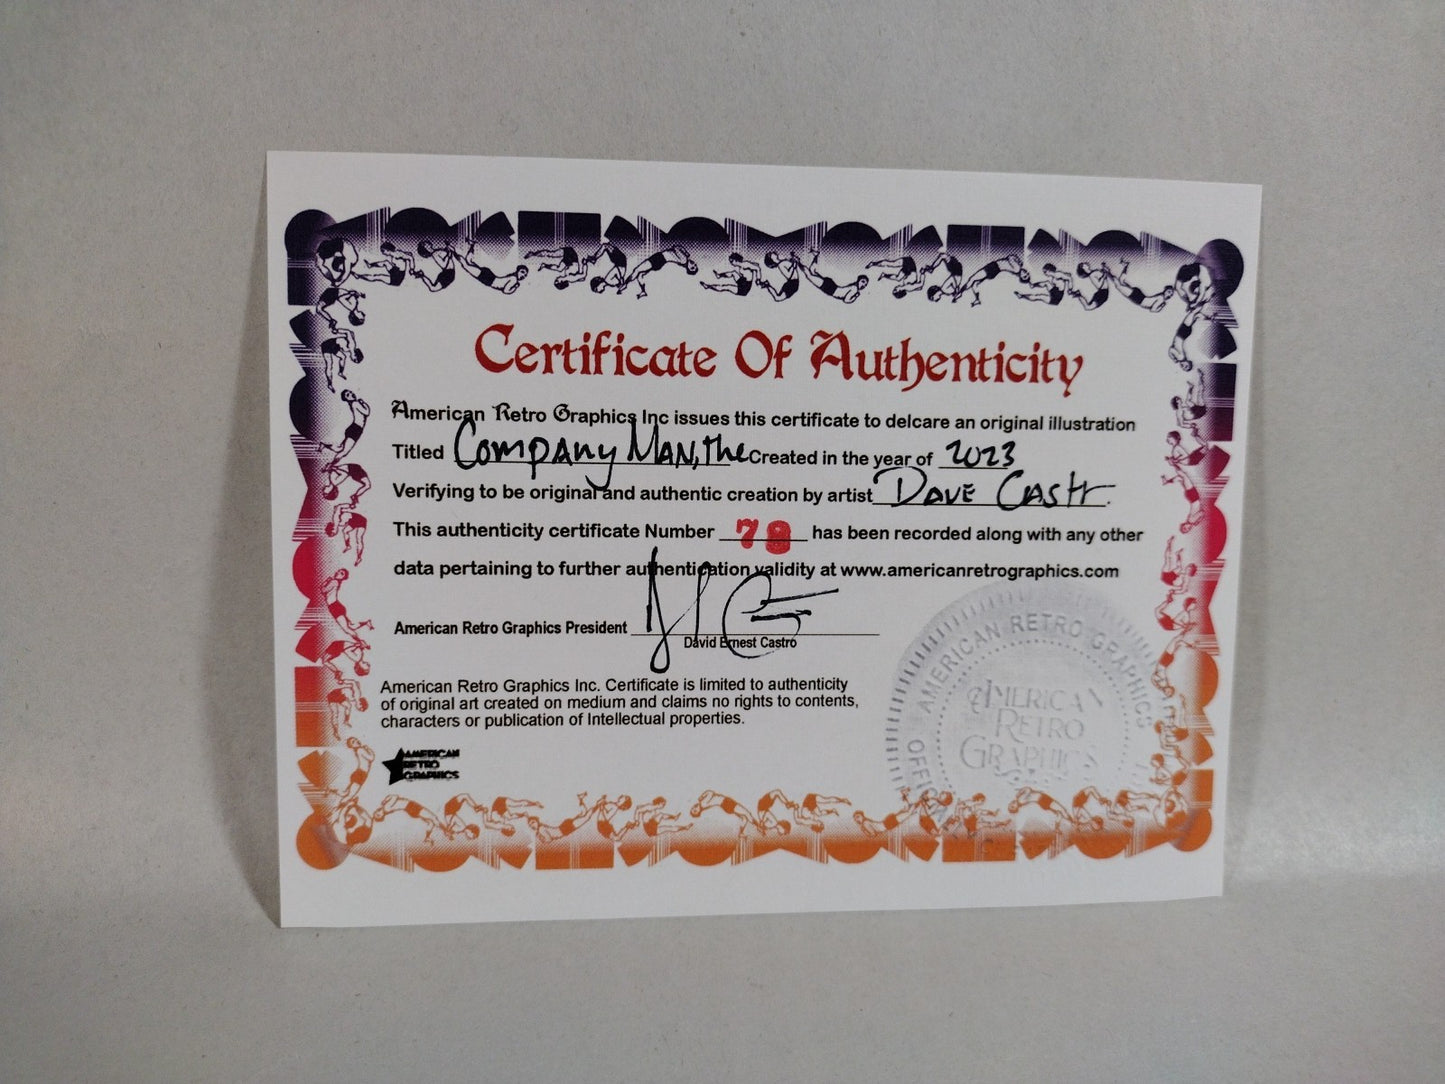 Certificate Of Authenticity
American Retro Graphics Inc issues this certificate to delcare an original illustration
Titled Company Man, the Created in the year of 2023
Verifying to be original and authentic creation by artist Dave Castr.
This authenticity certificate Number 78 has been recorded along with any other
data pertaining to further authentication validity at www.americanretrographics.com
American Retro Graphics President
David Ernest Castro
American Retro Graphics Inc. Certificate is limited to authenticity
of original art created on medium and claims no rights to contents,
characters or publication of Intellectual properties.
AMERICAN
RETRO
GRAPHICS
AMERICAN RETRO GRAPHICS
AMERICAN
RETRO
GRAPHICS